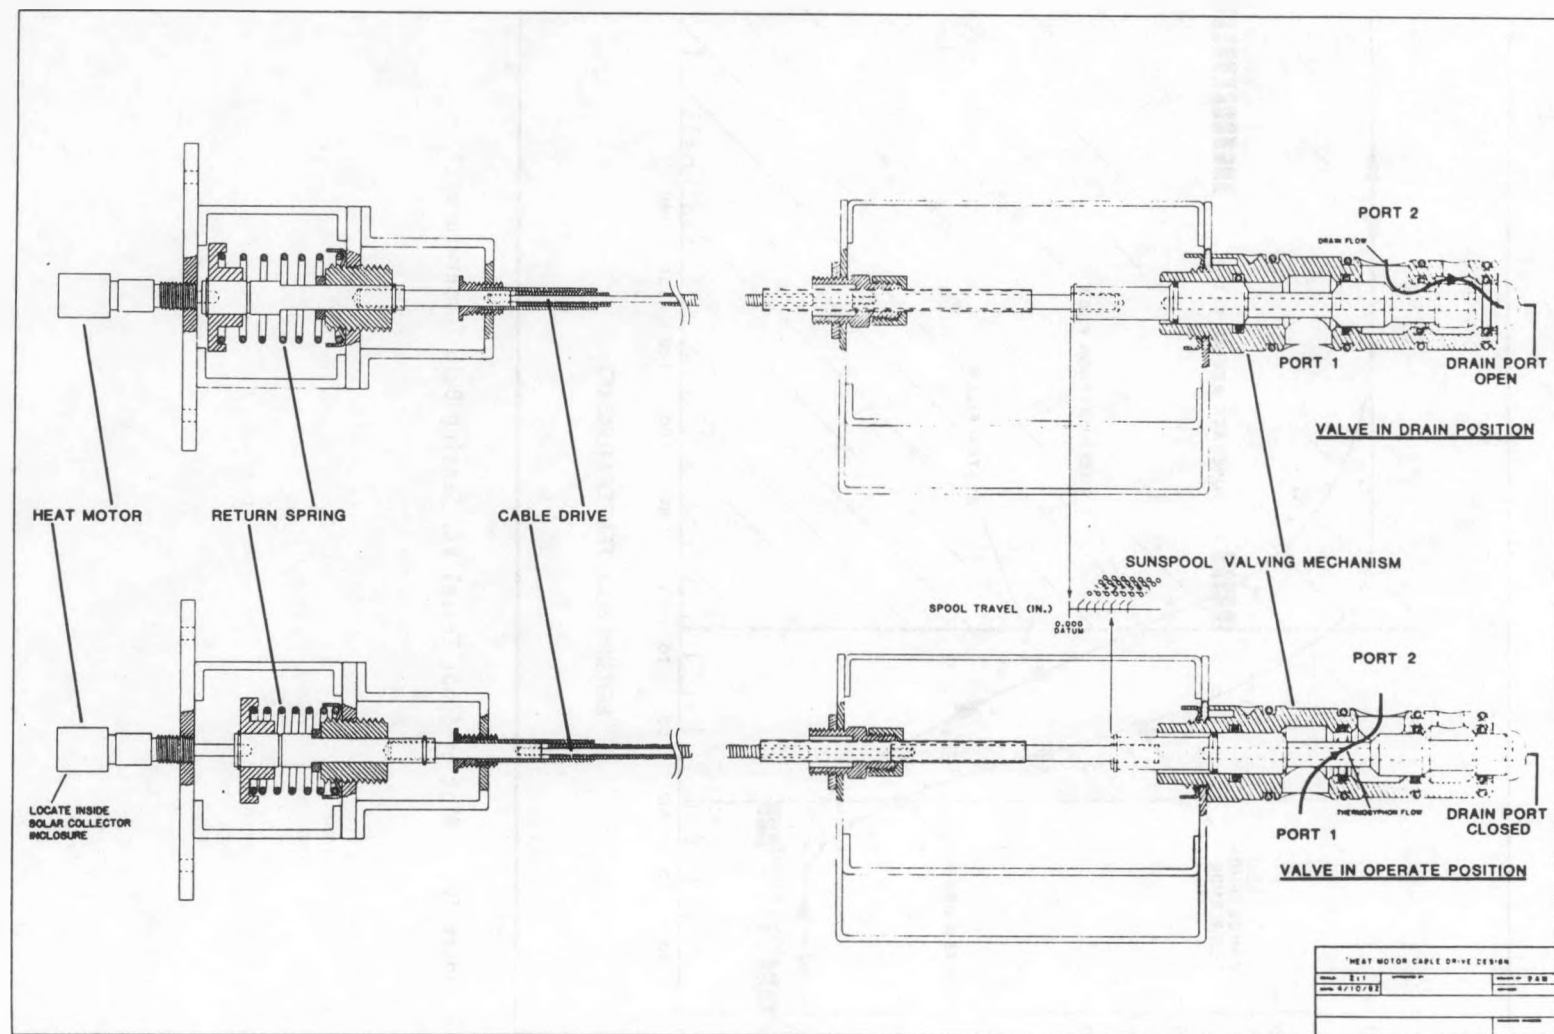 PORT 2
DRAIN FLOW
PORT 1
DRAIN PORT
OPEN
VALVE IN DRAIN POSITION
HEAT MOTOR
RETURN SPRING
CABLE DRIVE
SUNSPOOL VALVING MECHANISM
SPOOL TRAVEL (IN.)
0.000
DATUM
PORT 2
LOCATE INSIDE
SOLAR COLLECTOR
INCLOSURE
THERMOSYPHON FLOW
PORT 1
DRAIN PORT
CLOSED
VALVE IN OPERATE POSITION
HEAT MOTOR CABLE DRIVE DESIGN